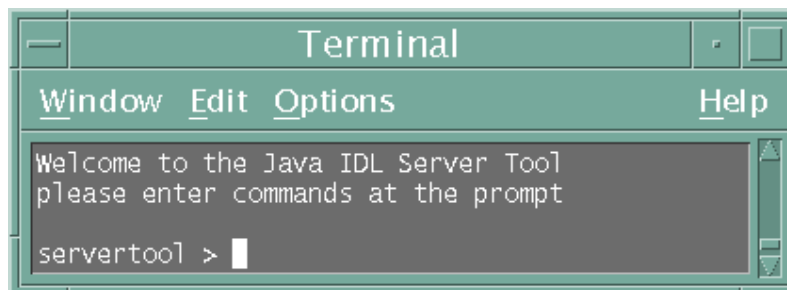 Terminal
Window Edit Options Help
Welcome to the Java IDL Server Tool
please enter commands at the prompt
servertool >